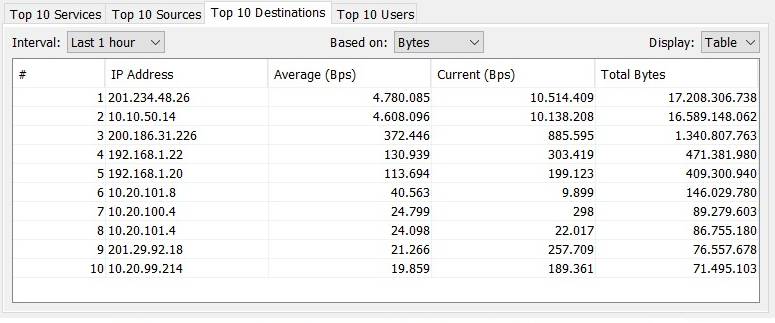 Top 10 Services Top 10 Sources Top 10 Destinations Top 10 Users
Interval: Last 1 hour Based on: Bytes Display: Table
# IP Address Average (Bps) Current (Bps) Total Bytes
1 201.234.48.26 4.780.085 10.514.409 17.208.306.738
2 10.10.50.14 4.608.096 10.138.208 16.589.148.062
3 200.186.31.226 372.446 885.595 1.340.807.763
4 192.168.1.22 130.939 303.419 471.381.980
5 192.168.1.20 113.694 199.123 409.300.940
6 10.20.101.8 40.563 9.899 146.029.780
7 10.20.100.4 24.799 298 89.279.603
8 10.20.101.4 24.098 22.017 86.755.180
9 201.29.92.18 21.266 257.709 76.557.678
10 10.20.99.214 19.859 189.361 71.495.103